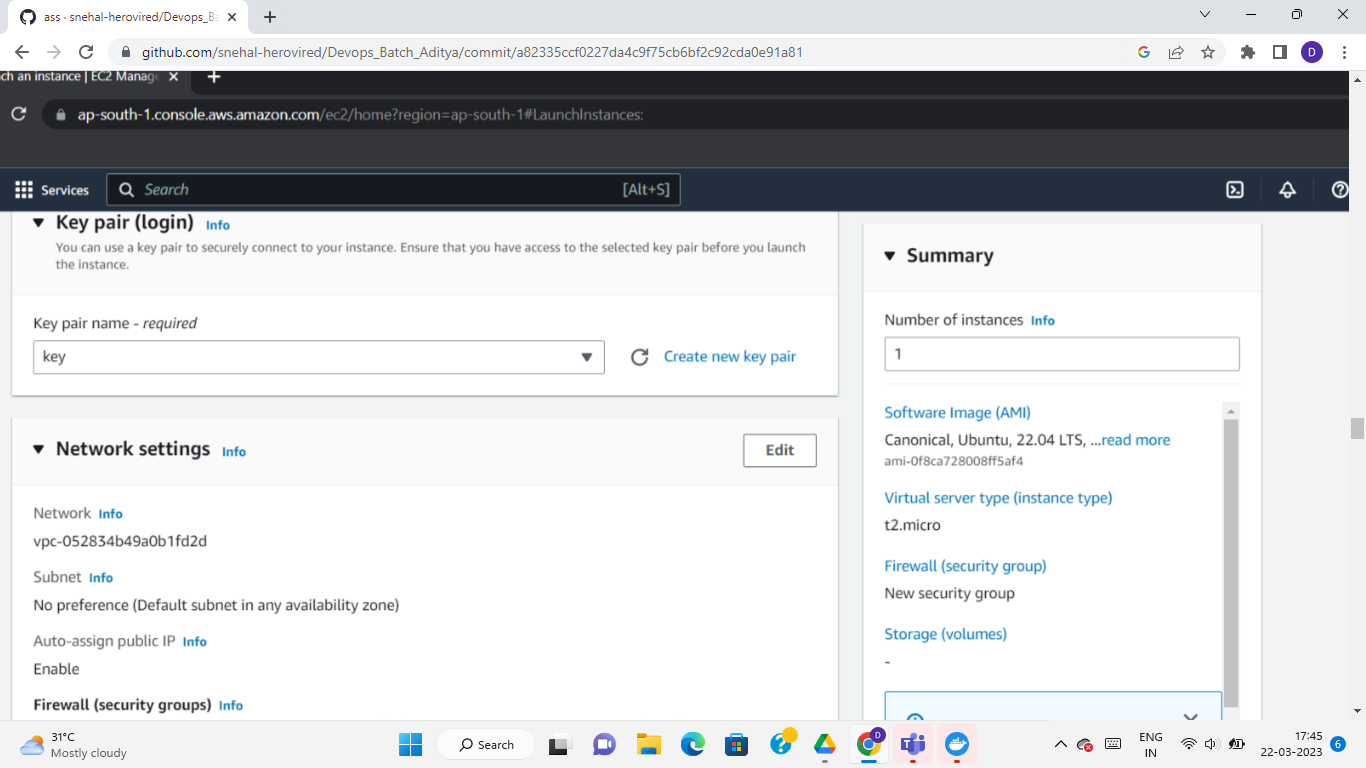 ass · snehal-herovired/Devops_Ba
github.com/snehal-herovired/Devops_Batch_Aditya/commit/a82335ccf0227da4c9f75cb6bf2c92cda0e91a81
D
ch an instance | EC2 Manage
ap-south-1.console.aws.amazon.com/ec2/home?region=ap-south-1#LaunchInstances:
Services
Search
[Alt+S]
Key pair (login) Info
You can use a key pair to securely connect to your instance. Ensure that you have access to the selected key pair before you launch
the instance.
Key pair name - required
key
Create new key pair
Network settings Info
Edit
Network Info
vpc-052834b49a0b1fd2d
Subnet Info
No preference (Default subnet in any availability zone)
Auto-assign public IP Info
Enable
Firewall (security groups) Info
Summary
Number of instances Info
1
Software Image (AMI)
Canonical, Ubuntu, 22.04 LTS, ...read more
ami-0f8ca728008ff5af4
Virtual server type (instance type)
t2.micro
Firewall (security group)
New security group
Storage (volumes)
-
31°C
Mostly cloudy
Search
D
ENG
IN
17:45
22-03-2023
6